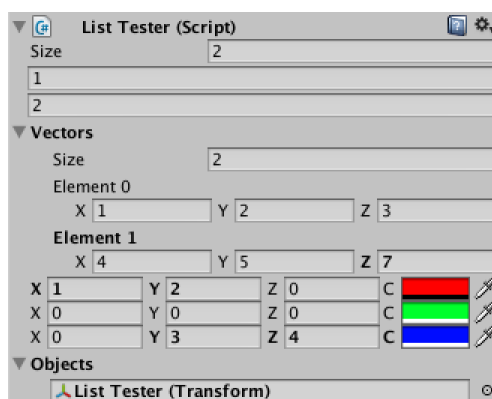 List Tester (Script)
Size 2
1
2
Vectors
Size 2
Element 0
X 1 Y 2 Z 3
Element 1
X 4 Y 5 Z 7
X 1 Y 2 Z 0 C
X 0 Y 0 Z 0 C
X 0 Y 3 Z 4 C
Objects
List Tester (Transform)